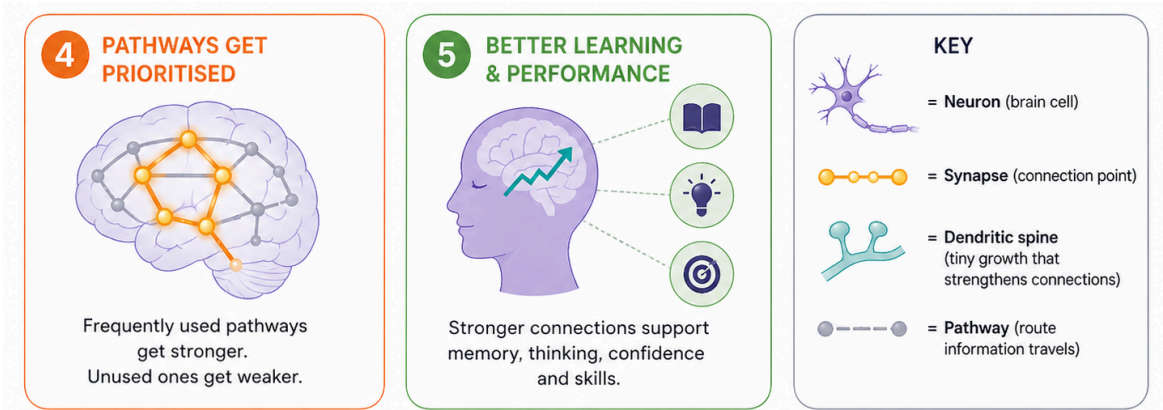 4
PATHWAYS GET
PRIORITISED
Frequently used pathways
get stronger.
Unused ones get weaker.
5
BETTER LEARNING
& PERFORMANCE
Stronger connections support
memory, thinking, confidence
and skills.
KEY
= Neuron (brain cell)
= Synapse (connection point)
= Dendritic spine
(tiny growth that
strengthens connections)
= Pathway (route
information travels)